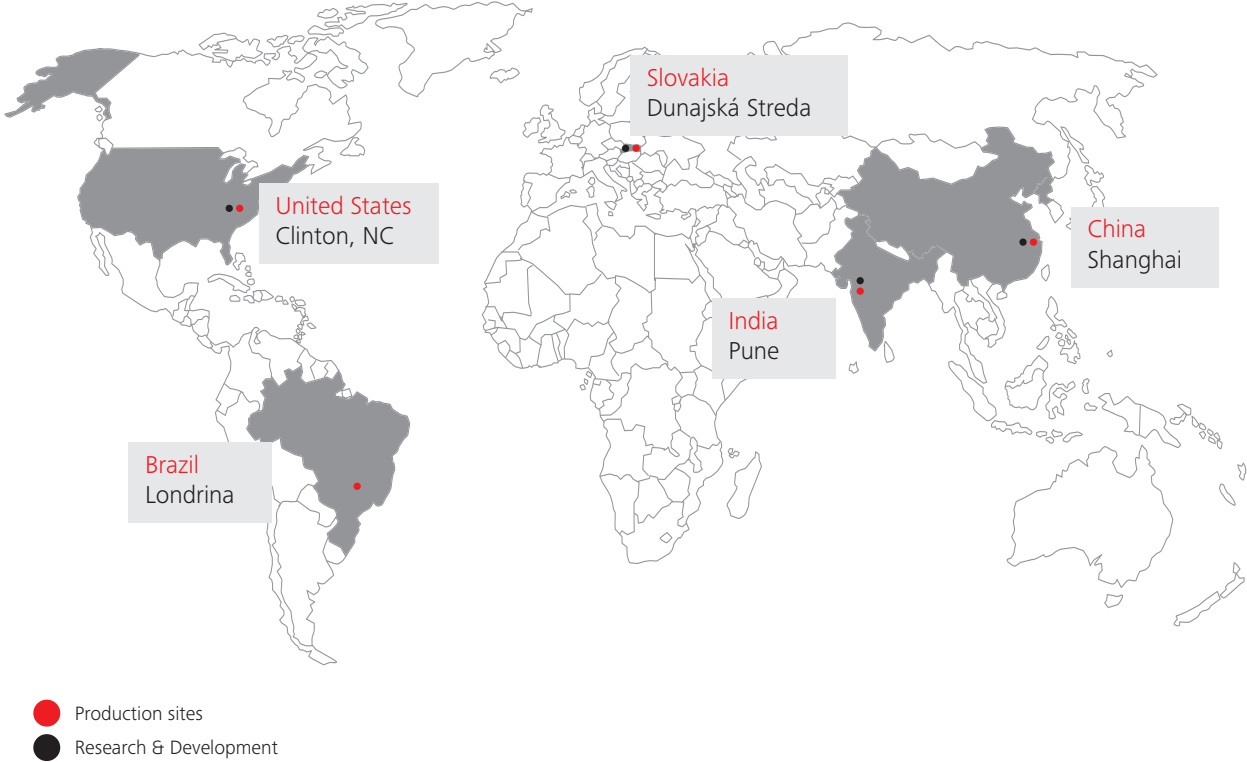 Slovakia
Dunajská Streda
United States
Clinton, NC
China
Shanghai
India
Pune
Brazil
Londrina
Production sites
Research & Development